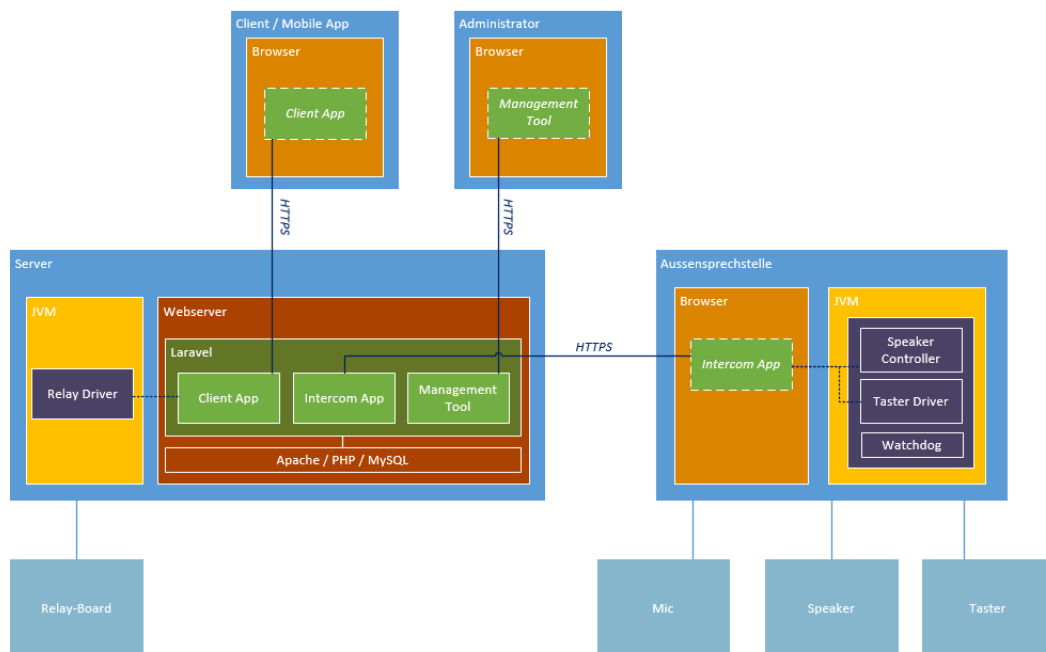 Client / Mobile App
Browser
Client App
HTTPS
Administrator
Browser
Management
Tool
HTTPS
Server
JVM
Relay Driver
Webserver
Laravel
Client App
Intercom App
Management
Tool
Apache / PHP / MySQL
HTTPS
Aussensprechstelle
Browser
Intercom App
JVM
Speaker
Controller
Taster Driver
Watchdog
Relay-Board
Mic
Speaker
Taster